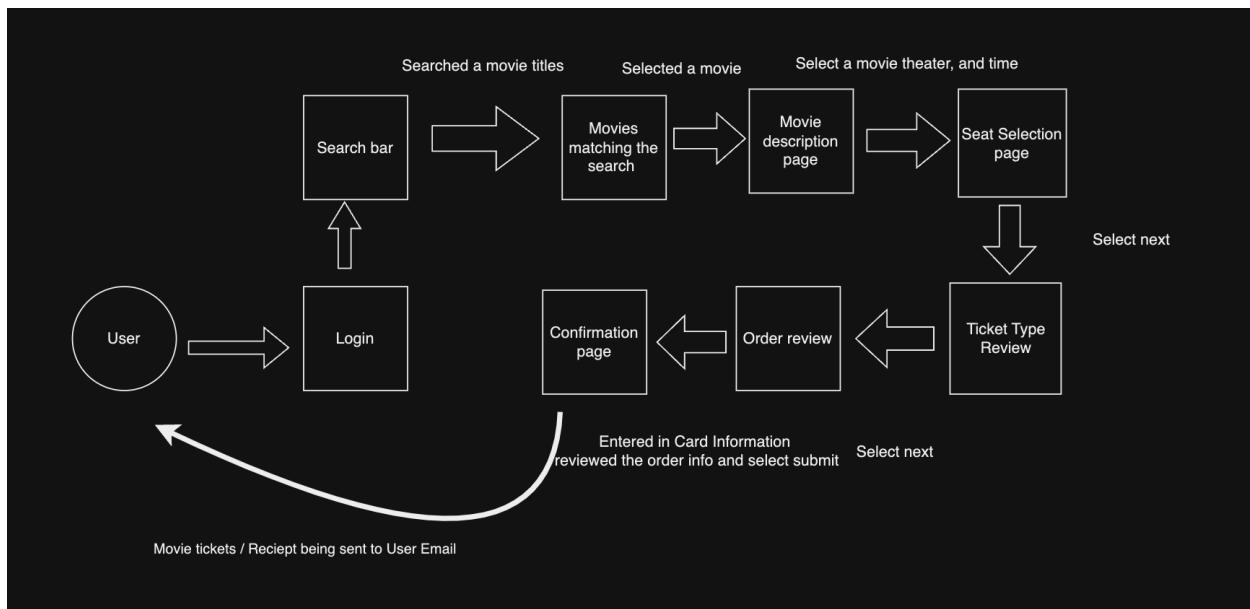 Searched a movie titles
Selected a movie
Select a movie theater, and time
Search bar
Movies
matching the
search
Movie
description
page
Seat Selection
page
Select next
User
Login
Confirmation
page
Order review
Ticket Type
Review
Entered in Card Information
reviewed the order info and select submit
Select next
Movie tickets / Reciept being sent to User Email